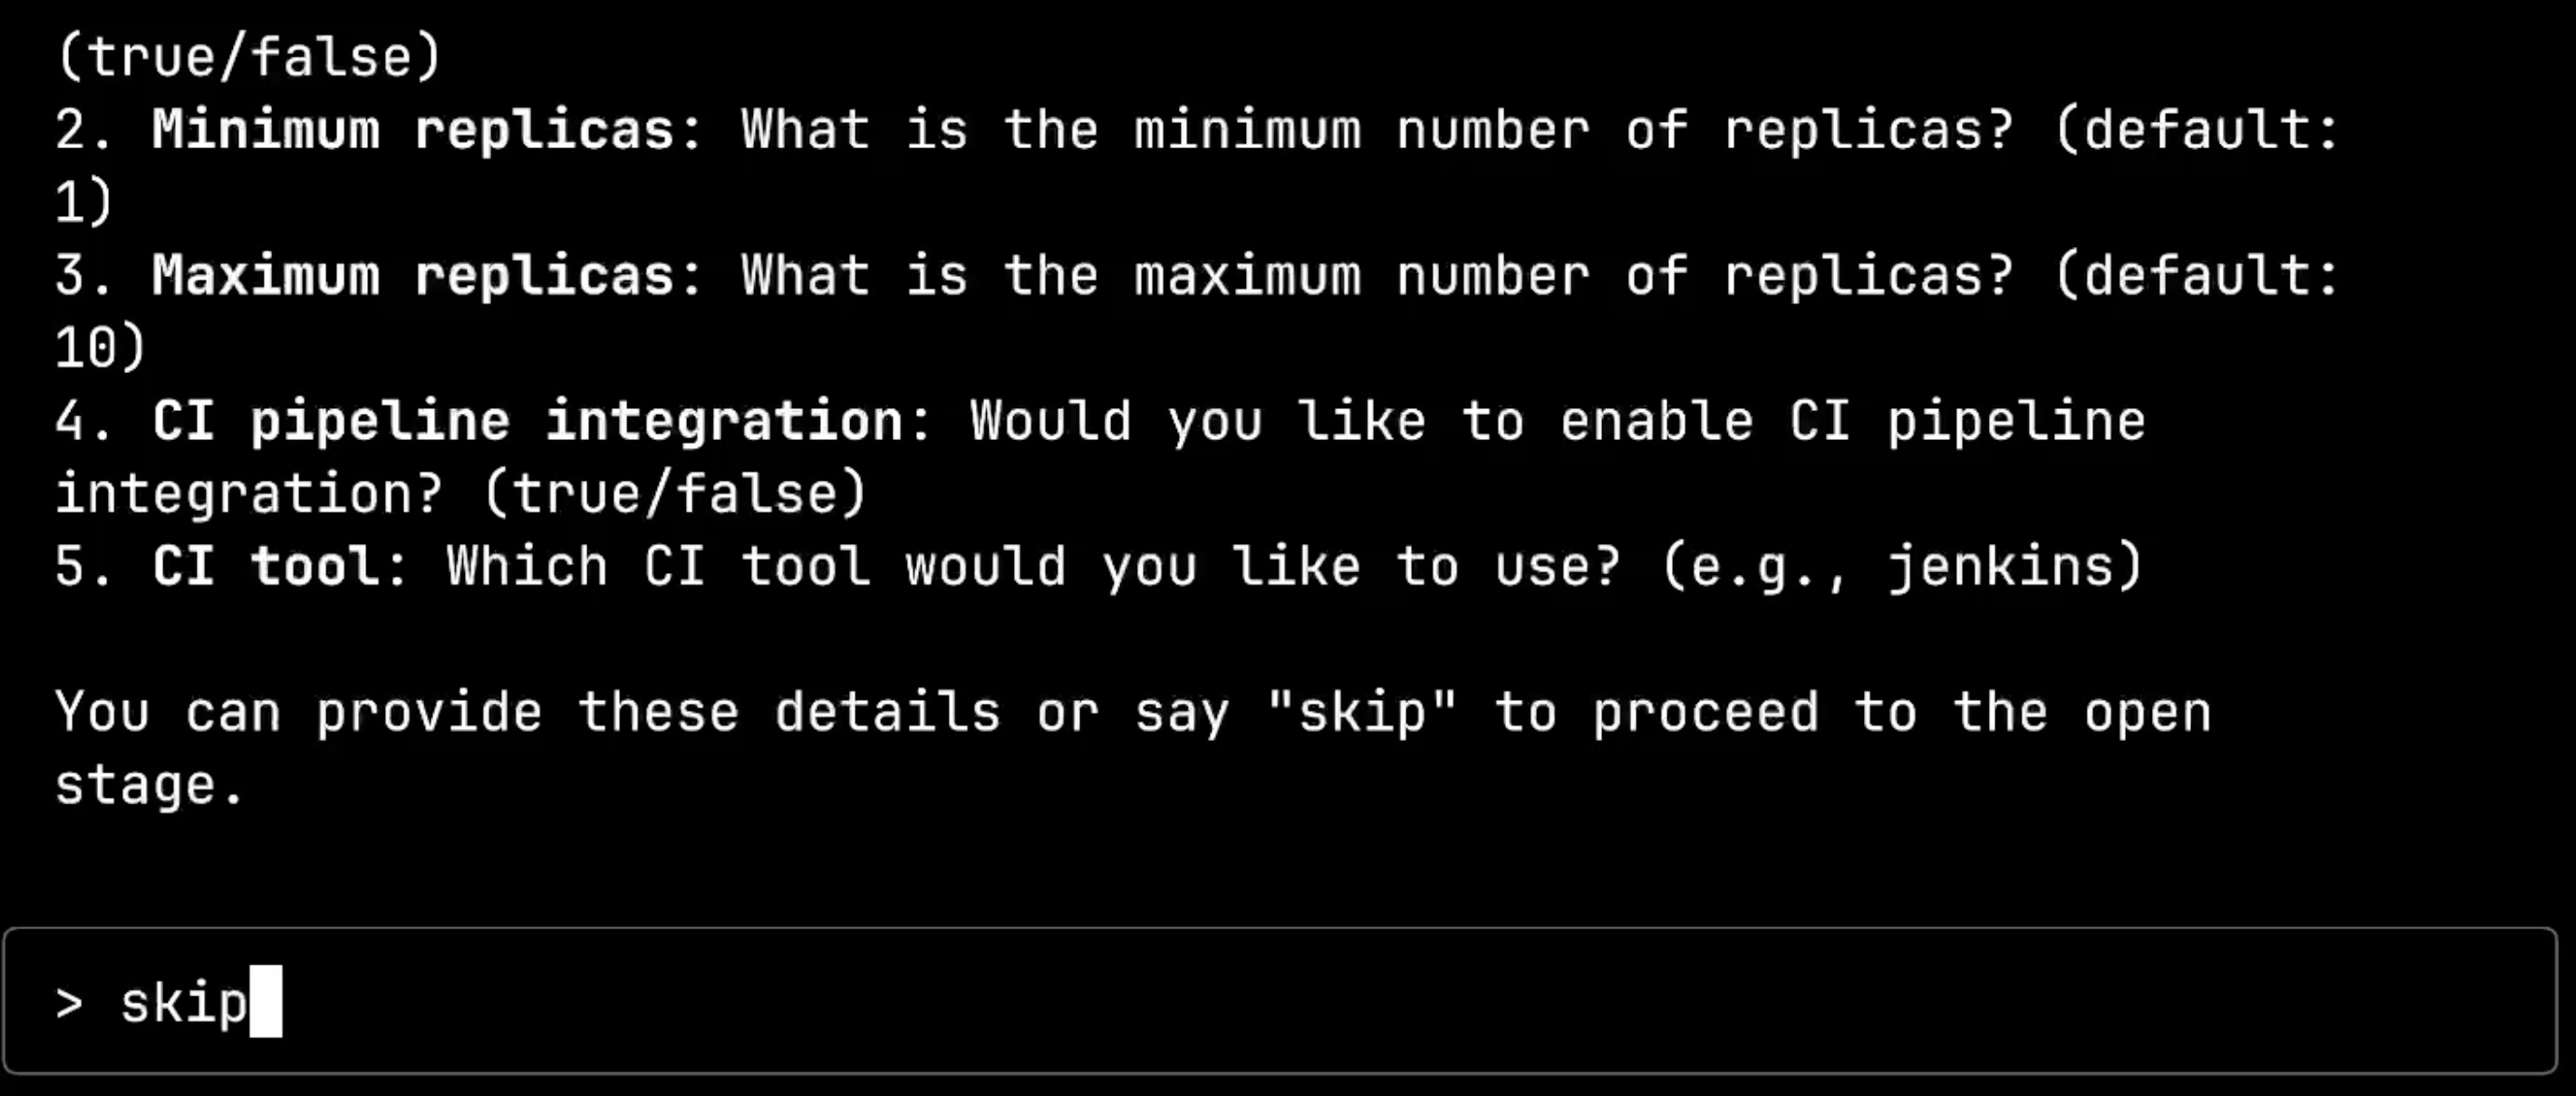 (true/false)
2. Minimum replicas: What is the minimum number of replicas? (default:
1)
3. Maximum replicas: What is the maximum number of replicas? (default:
10)
4. CI pipeline integration: Would you like to enable CI pipeline
integration? (true/false)
5. CI tool: Which CI tool would you like to use? (e.g., jenkins)
You can provide these details or say "skip" to proceed to the open
stage.
> skip